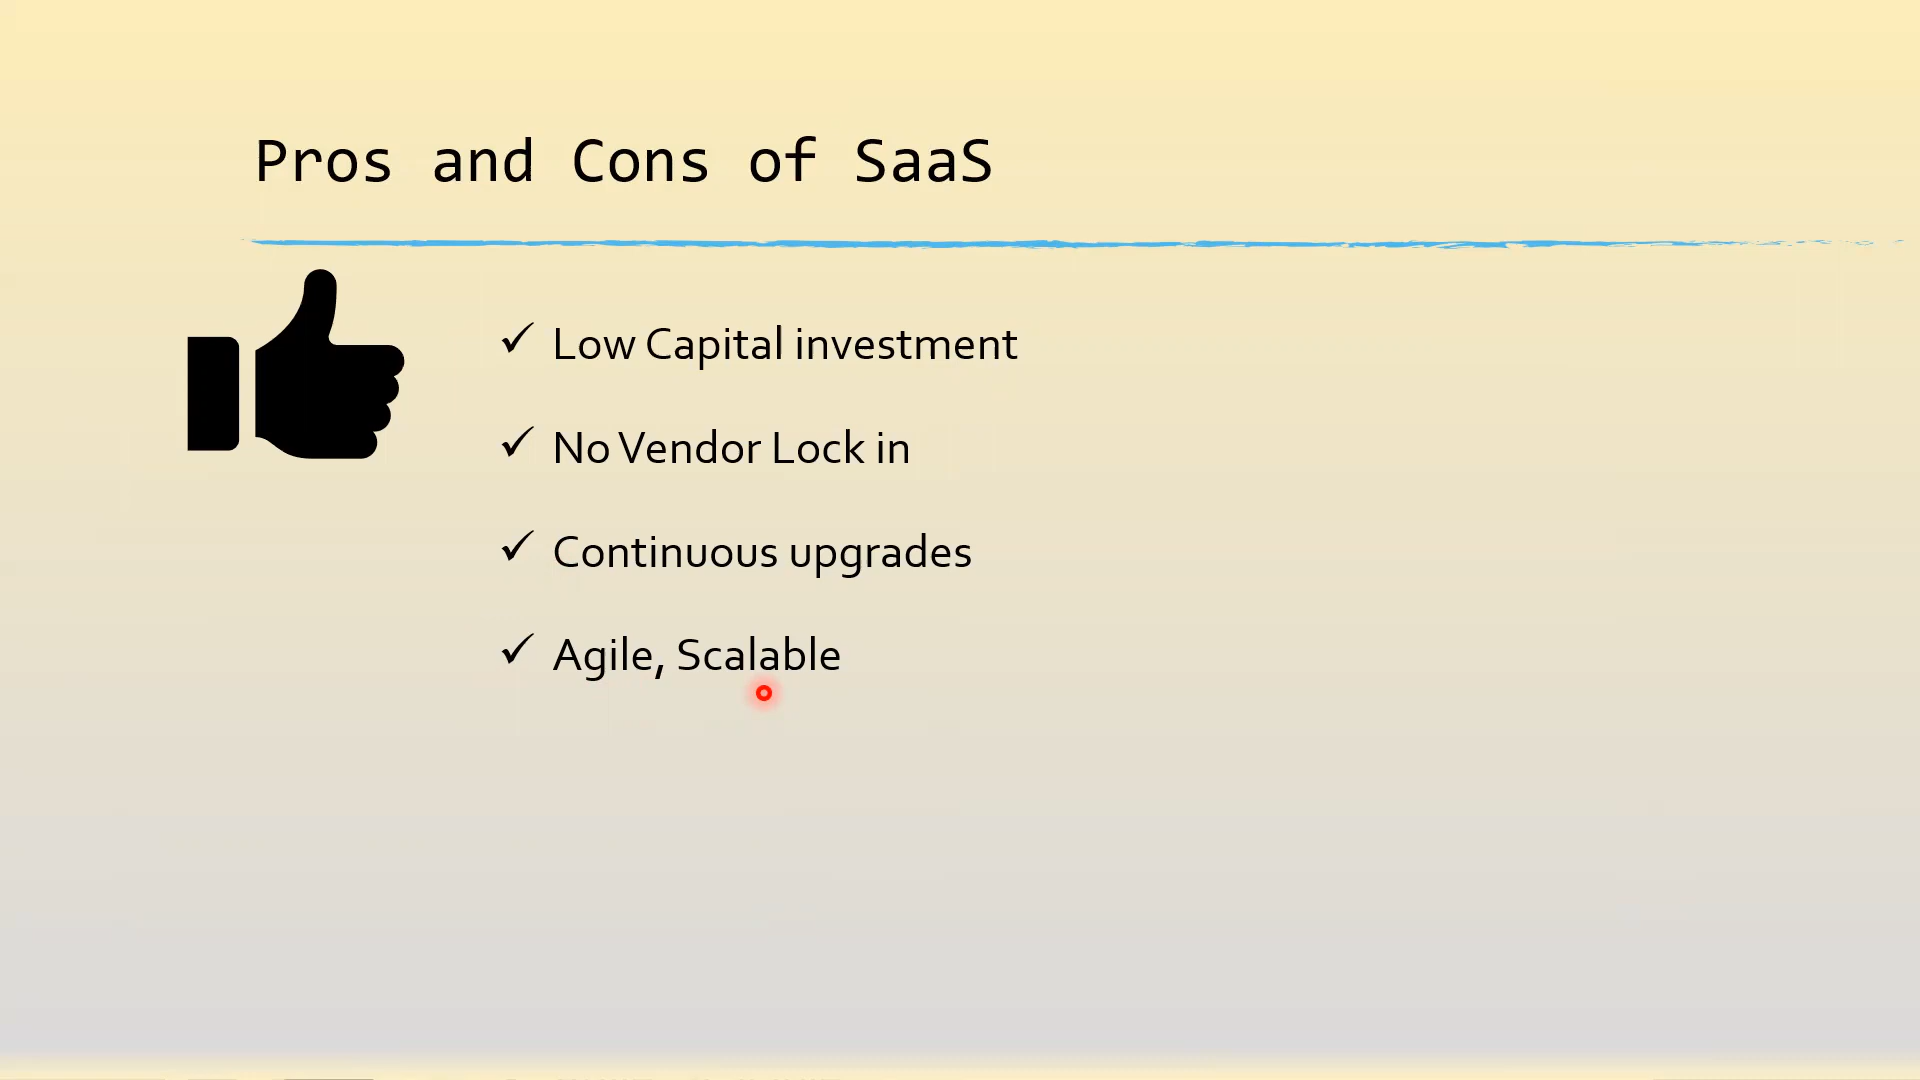 Pros and Cons of SaaS
Low Capital investment
No Vendor Lock in
Continuous upgrades
Agile, Scalable